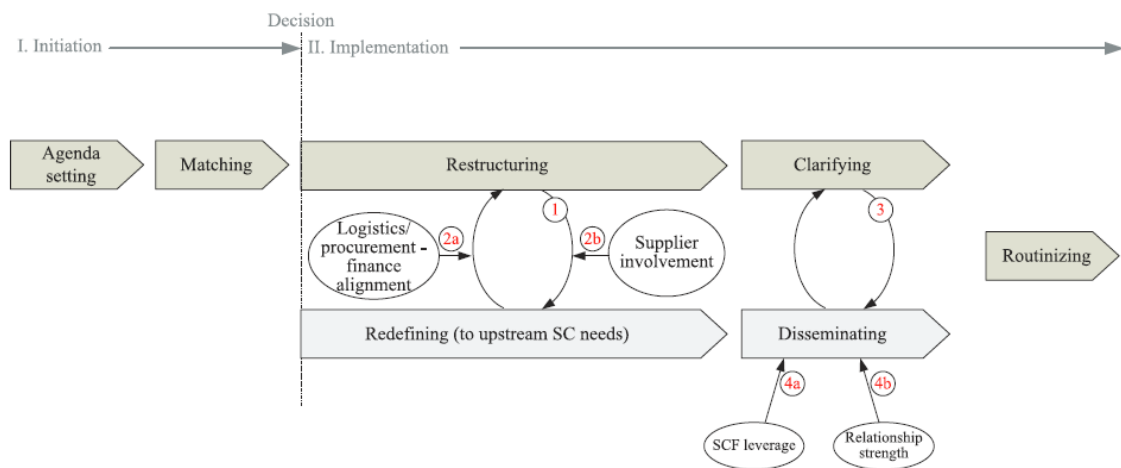 Decision
I. Initiation
II. Implementation
Agenda
setting
Matching
Restructuring
Clarifying
1
3
Logistics/
procurement -
finance
alignment
2a
2b
Supplier
involvement
Routinizing
Redefining (to upstream SC needs)
Disseminating
4a
4b
SCF leverage
Relationship
strength